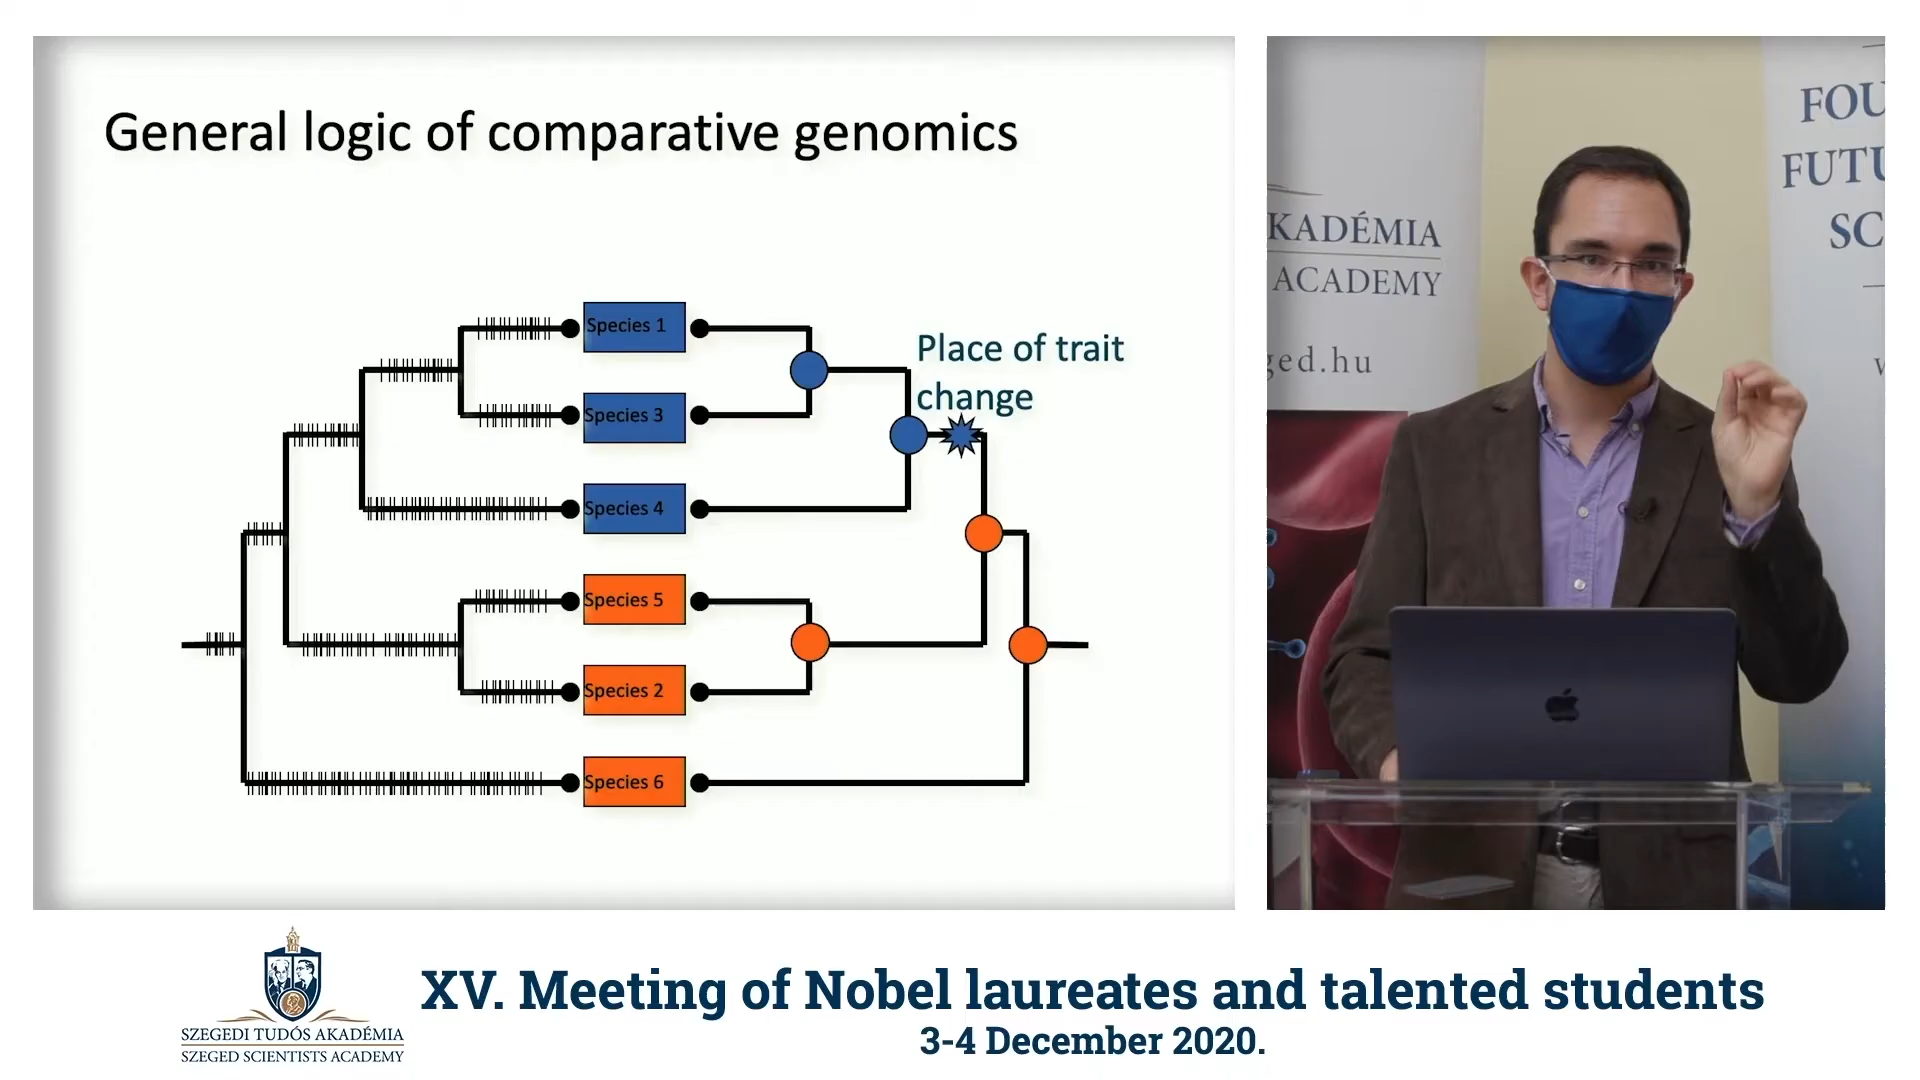 General logic of comparative genomics
Species 1
Species 3
Species 4
Species 5
Species 2
Species 6
Place of trait
change
KADÉMIA
ACADEMY
ged.hu
FOU
FUTU
SC
SZEGEDI TUDÓS AKADÉMIA
SZEGED SCIENTISTS ACADEMY
XV. Meeting of Nobel laureates and talented students
3-4 December 2020.